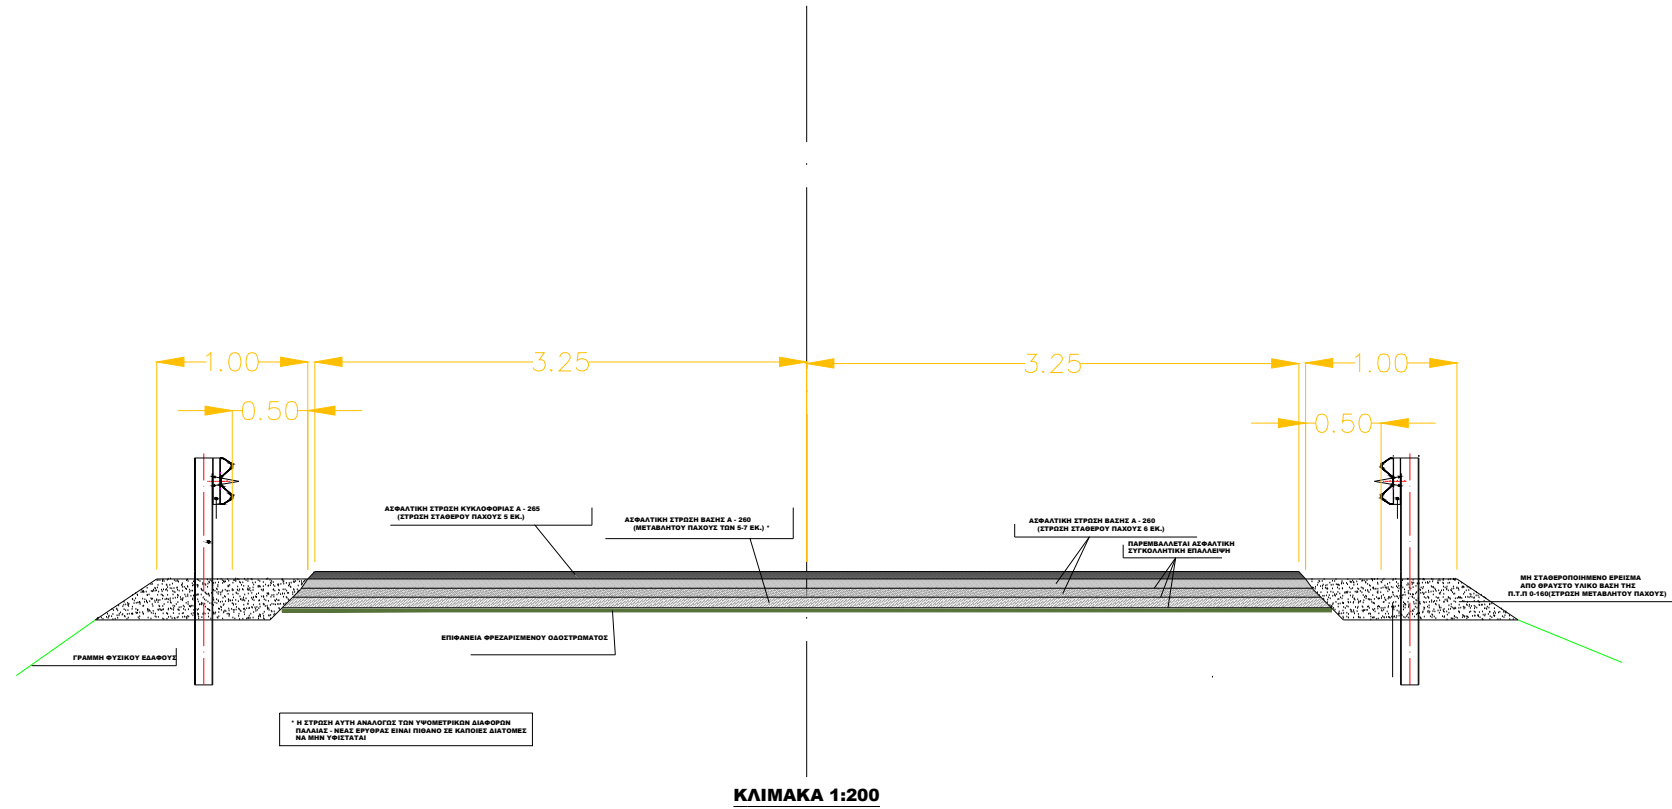 1.00
3.25
3.25
1.00
0.50
0.50
ΑΣΦΑΛΤΙΚΗ ΣΤΡΩΣΗ ΚΥΚΛΟΦΟΡΙΑΣ Α - 265
(ΣΤΡΩΣΗ ΣΤΑΘΕΡΟΥ ΠΑΧΟΥΣ 5 ΕΚ.)
ΑΣΦΑΛΤΙΚΗ ΣΤΡΩΣΗ ΒΑΣΗΣ Α - 260
(ΜΕΤΑΒΛΗΤΟΥ ΠΑΧΟΥΣ ΤΩΝ 5-7 ΕΚ.) *
ΑΣΦΑΛΤΙΚΗ ΣΤΡΩΣΗ ΒΑΣΗΣ Α - 260
(ΣΤΡΩΣΗ ΣΤΑΘΕΡΟΥ ΠΑΧΟΥΣ 6 ΕΚ.)
ΠΑΡΕΜΒΑΛΛΕΤΑΙ ΑΣΦΑΛΤΙΚΗ
ΣΥΓΚΟΛΛΗΤΙΚΗ ΕΠΑΛΛΕΙΨΗ
ΜΗ ΣΤΑΘΕΡΟΠΟΙΗΜΕΝΟ ΕΡΕΙΣΜΑ
ΑΠΟ ΘΡΑΥΣΤΟ ΥΛΙΚΟ ΒΑΣΗ ΤΗΣ
Π.Τ.Π 0-160(ΣΤΡΩΣΗ ΜΕΤΑΒΛΗΤΟΥ ΠΑΧΟΥΣ)
ΕΠΙΦΑΝΕΙΑ ΦΡΕΖΑΡΙΣΜΕΝΟΥ ΟΔΟΣΤΡΩΜΑΤΟΣ
ΓΡΑΜΜΗ ΦΥΣΙΚΟΥ ΕΔΑΦΟΥΣ
* Η ΣΤΡΩΣΗ ΑΥΤΗ ΑΝΑΛΟΓΩΣ ΤΩΝ ΥΨΟΜΕΤΡΙΚΩΝ ΔΙΑΦΟΡΩΝ
ΠΑΛΑΙΑΣ - ΝΕΑΣ ΕΡΥΘΡΑΣ ΕΙΝΑΙ ΠΙΘΑΝΟ ΣΕ ΚΑΠΟΙΕΣ ΔΙΑΤΟΜΕΣ
ΝΑ ΜΗΝ ΥΦΙΣΤΑΤΑΙ
ΚΛΙΜΑΚΑ 1:200